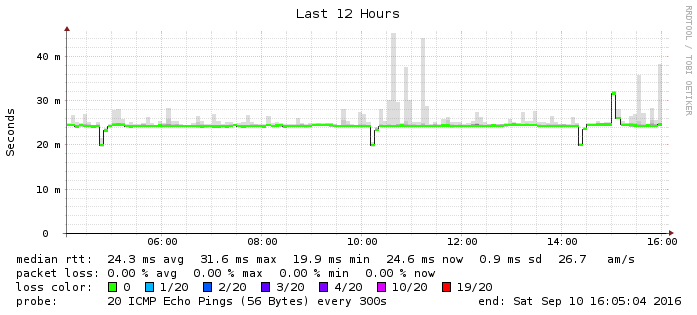 Last 12 Hours
RRDTOOL / TOBI OETIKER
Seconds
40 m
30 m
20 m
10 m
0
06:00 08:00 10:00 12:00 14:00 16:00
median rtt: 24.3 ms avg 31.6 ms max 19.9 ms min 24.6 ms now 0.9 ms sd 26.7 am/s
packet loss: 0.00 % avg 0.00 % max 0.00 % min 0.00 % now
loss color: 0 1/20 2/20 3/20 4/20 10/20 19/20
probe: 20 ICMP Echo Pings (56 Bytes) every 300s end: Sat Sep 10 16:05:04 2016